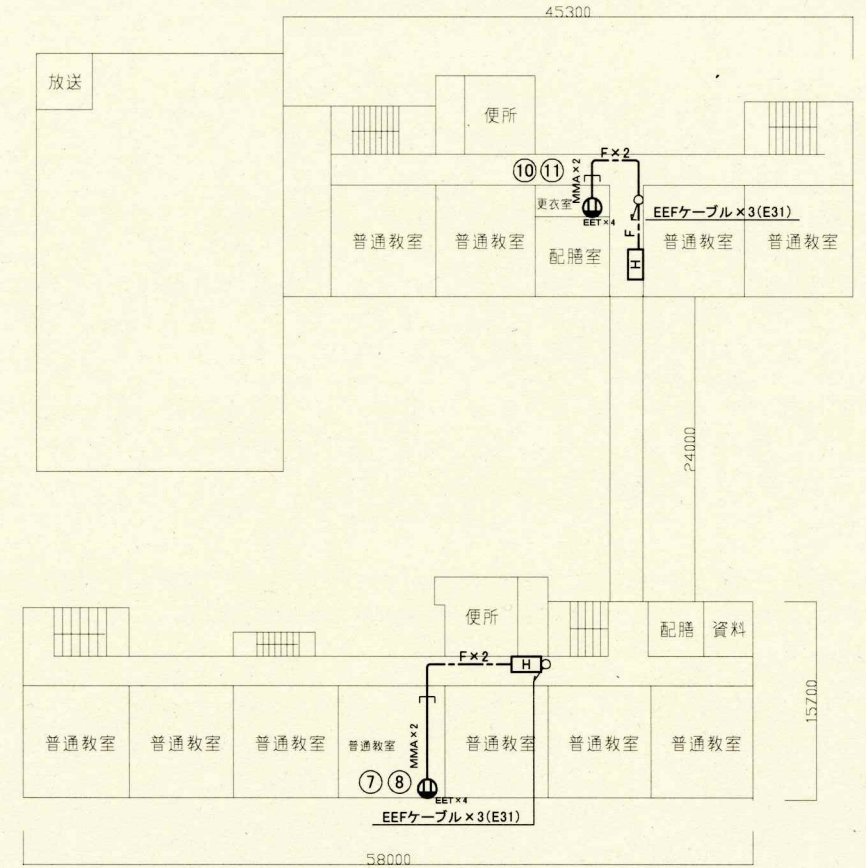 45300
放送
便所
F×2
⑩ ⑪
MMA×2
更衣室
EET×4
EEFケーブル×3(E31)
F
普通教室
普通教室
配膳室
普通教室
普通教室
H
24000
便所
配膳
資料
F×2
H
15700
普通教室
普通教室
普通教室
普通教室
MMA×2
普通教室
普通教室
普通教室
⑦ ⑧
EET×4
EEFケーブル×3(E31)
58000